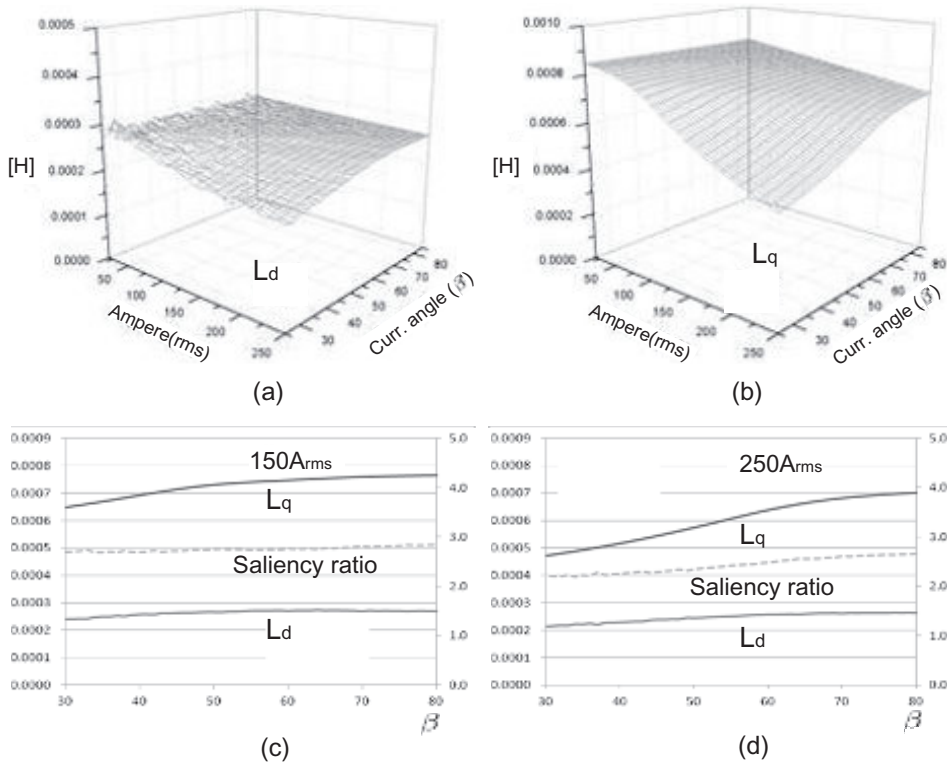 0.0005
0.0004
0.0003
0.0002
0.0001
0.0000
[H]
Ld
50
100
150
200
250
Ampere(rms)
30
40
50
60
70
80
Curr. angle (β)
(a)
0.0010
0.0008
0.0006
0.0004
0.0002
0.0000
[H]
Lq
50
100
150
200
250
Ampere(rms)
30
40
50
60
70
80
Curr. angle (β)
(b)
0.0009
0.0008
0.0007
0.0006
0.0005
0.0004
0.0003
0.0002
0.0001
0.0000
150Arms
Lq
Saliency ratio
Ld
5.0
4.0
3.0
2.0
1.0
0.0
30 40 50 60 70 80
β
(c)
0.0009
0.0008
0.0007
0.0006
0.0005
0.0004
0.0003
0.0002
0.0001
0.0000
250Arms
Lq
Saliency ratio
Ld
5.0
4.0
3.0
2.0
1.0
0.0
30 40 50 60 70 80
β
(d)